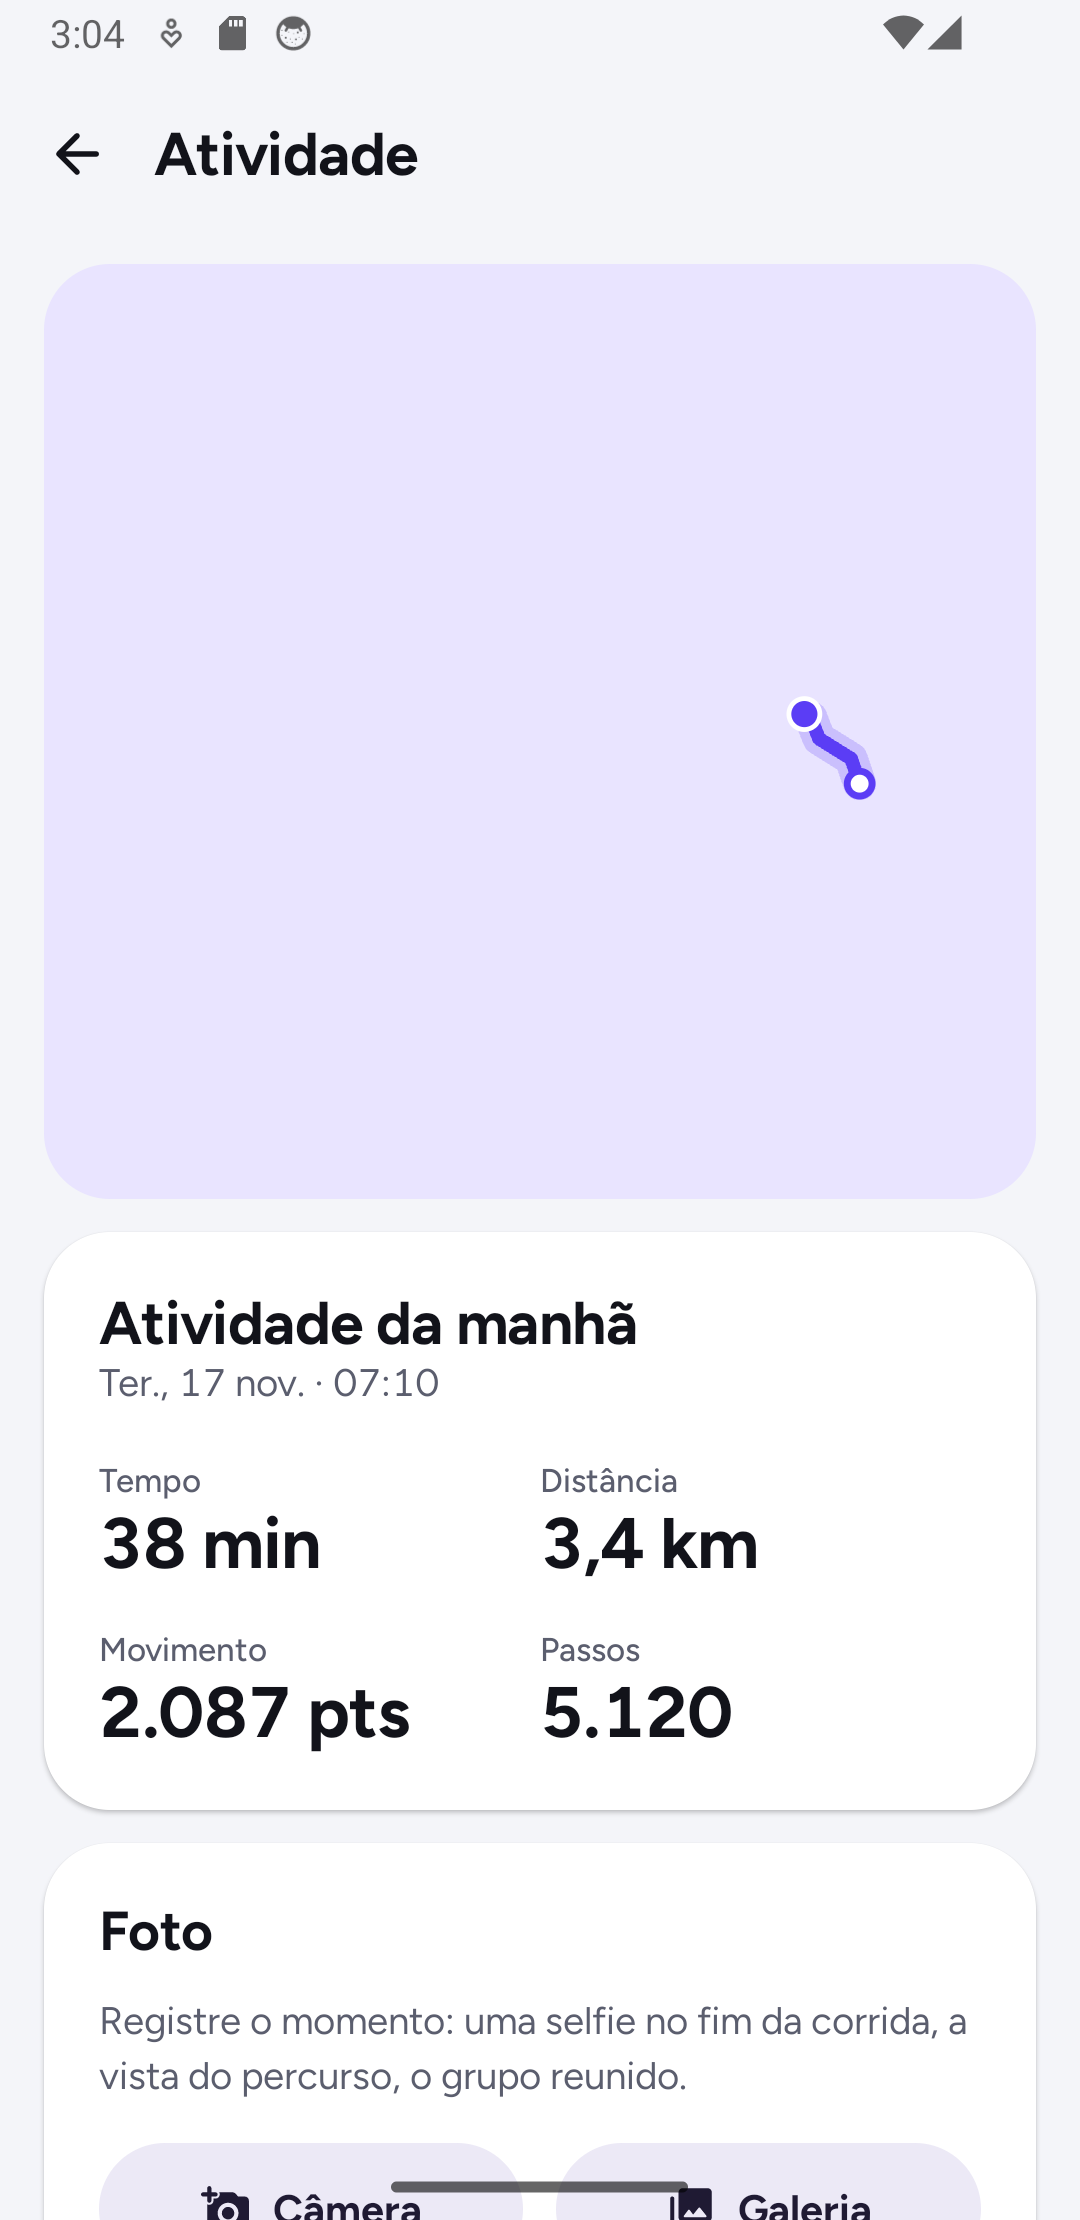 3:04
Atividade
Atividade da manhã
Ter., 17 nov. · 07:10
Tempo
Distância
38 min
3,4 km
Movimento
Passos
2.087 pts
5.120
Foto
Registre o momento: uma selfie no fim da corrida, a
vista do percurso, o grupo reunido.
Câmera
Galeria